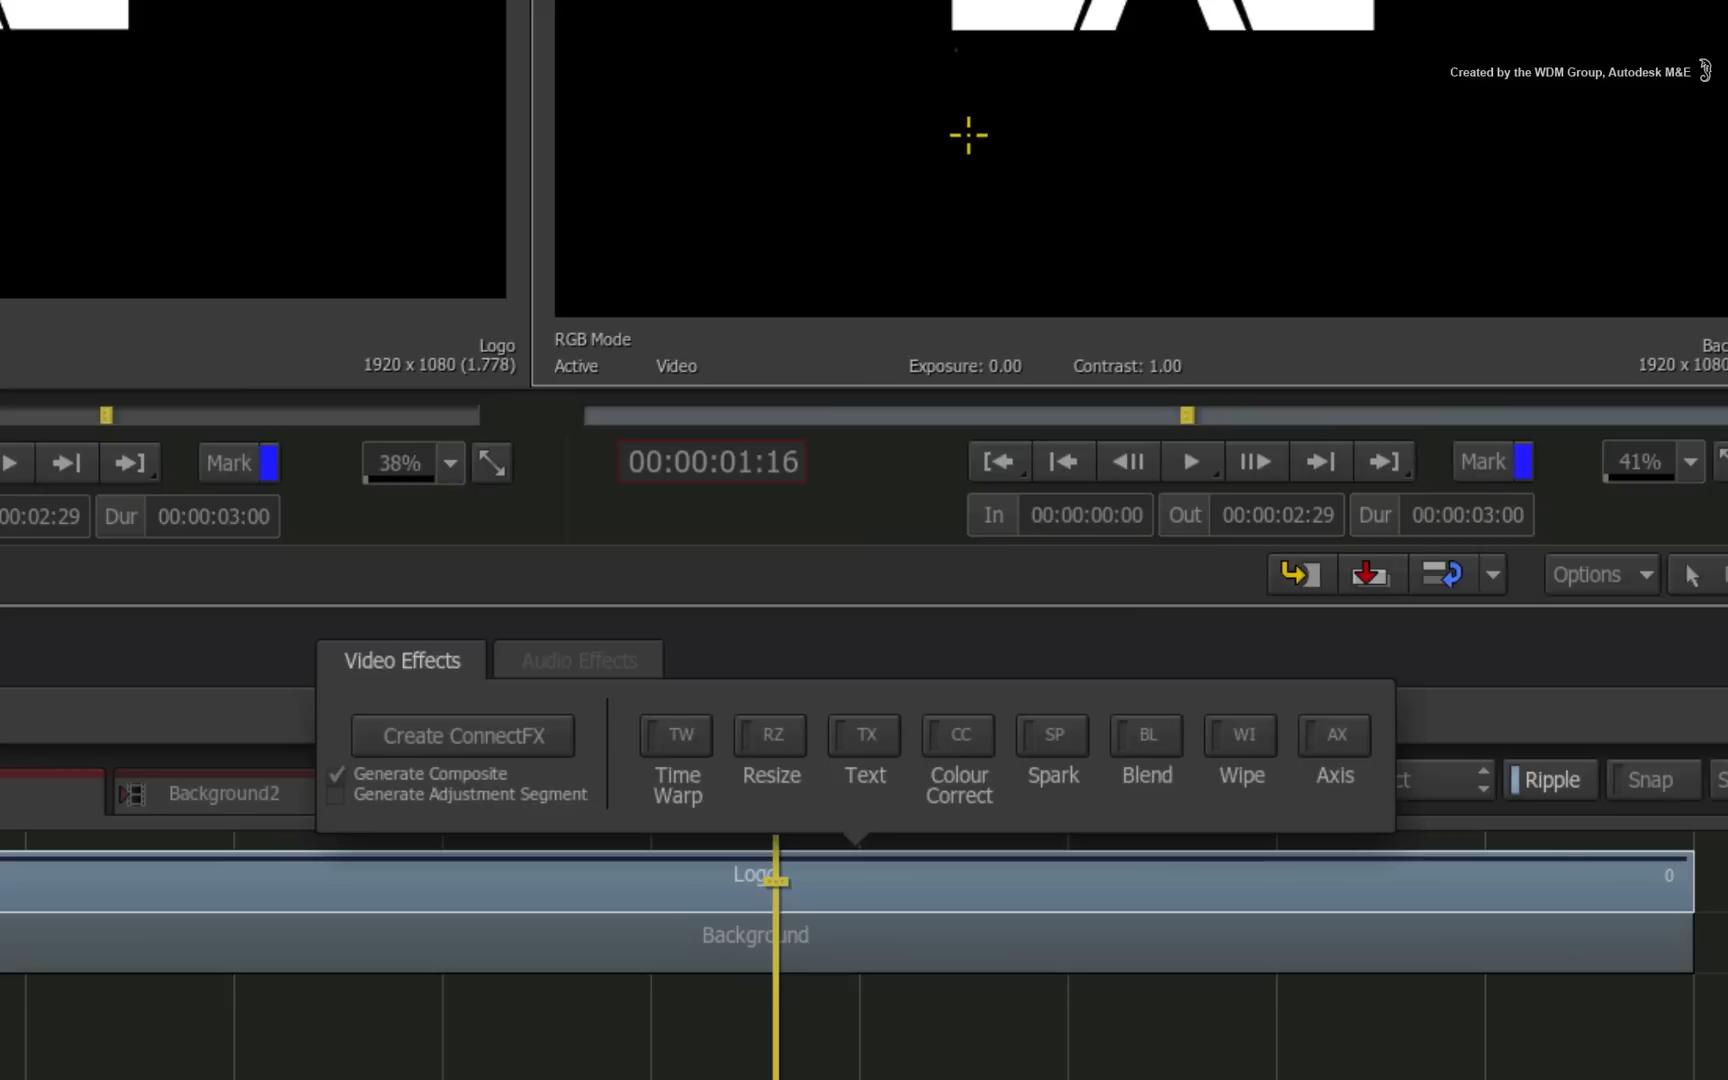 Created by the WDM Group, Autodesk M&E
Logo
1920 x 1080 (1.778)
RGB Mode
Active Video Exposure: 0.00 Contrast: 1.00
1920 x 1080
Mark 38% 00:00:01:16 Mark 41%
00:02:29 Dur 00:00:03:00 In 00:00:00:00 Out 00:00:02:29 Dur 00:00:03:00
Options
Video Effects Audio Effects
Create ConnectFX
Generate Composite
Generate Adjustment Segment
TW RZ TX CC SP BL WI AX
Time Warp
Resize
Text
Colour Correct
Spark
Blend
Wipe
Axis
Background2
Ripple Snap
Logo 0
Background